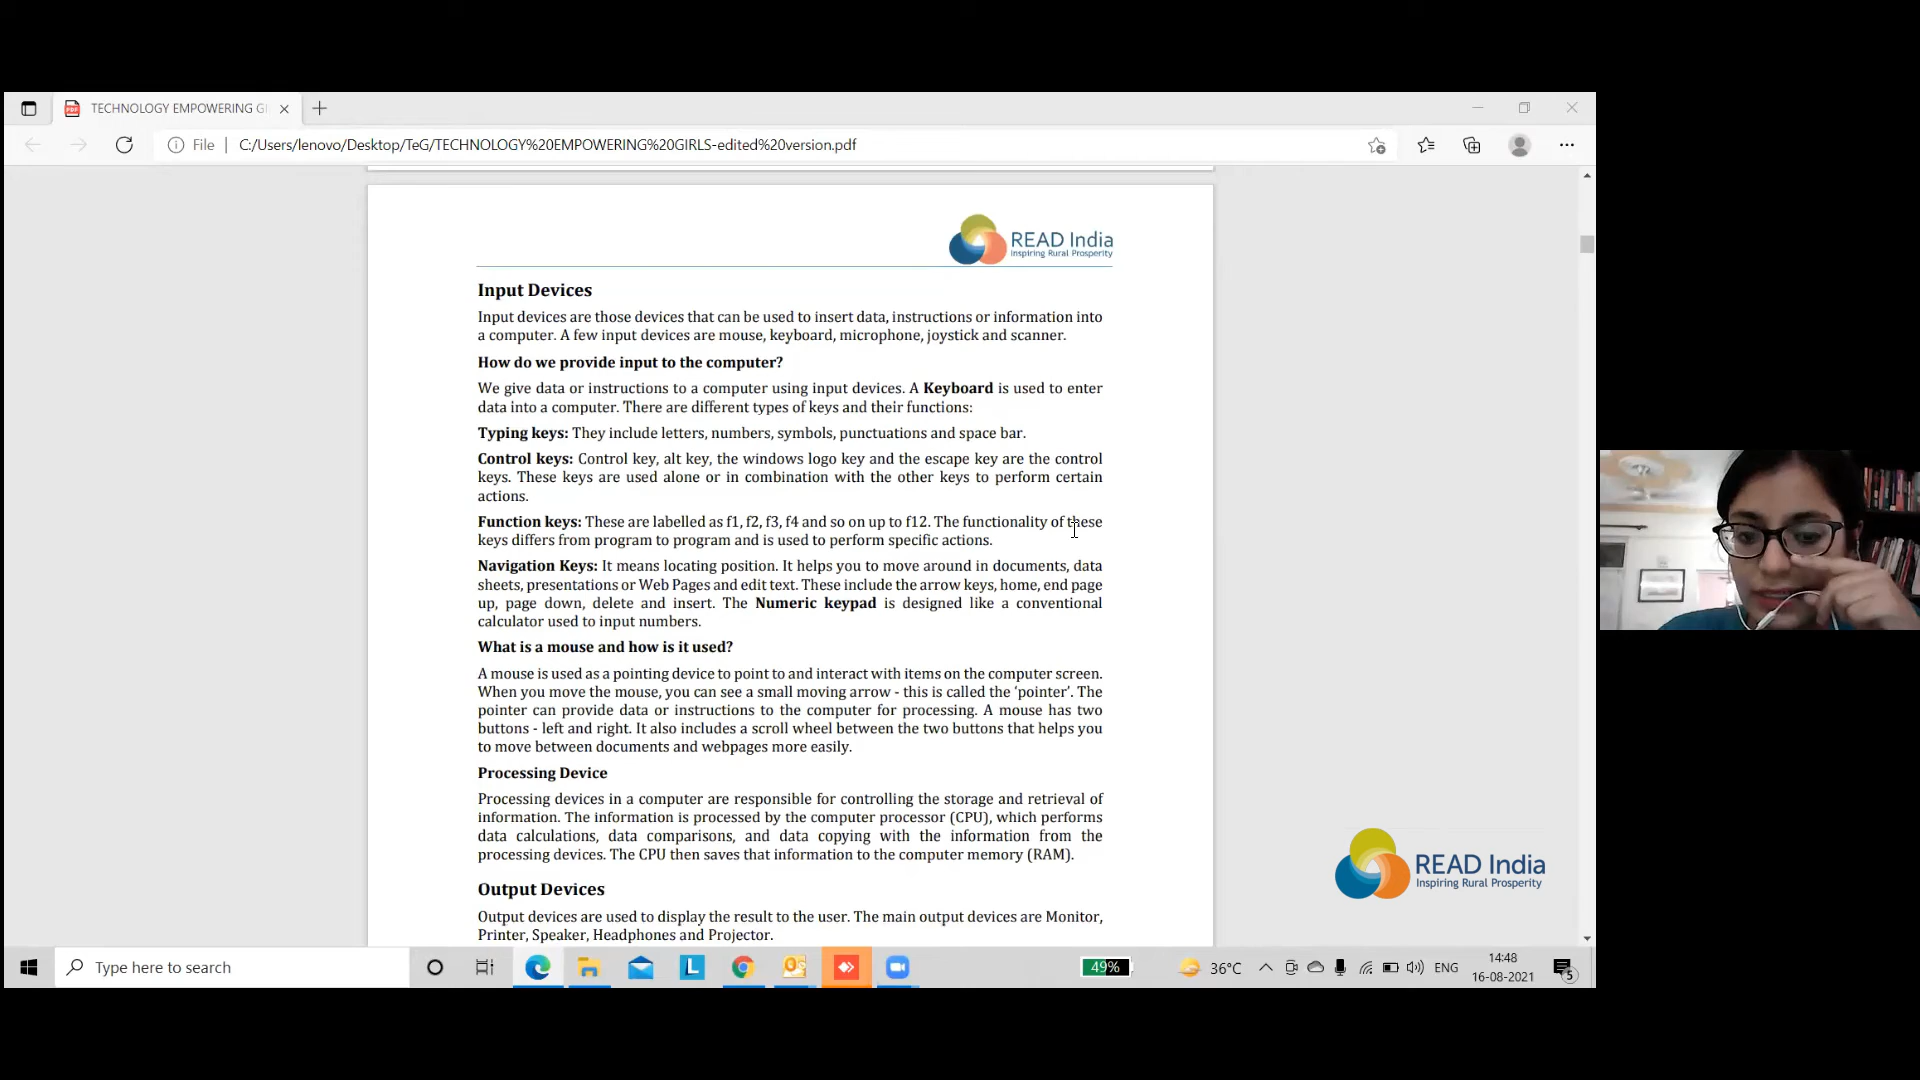 TECHNOLOGY EMPOWERING GI
File
C:/Users/lenovo/Desktop/TeG/TECHNOLOGY%20EMPOWERING%20GIRLS-edited%20version.pdf
READ India
Inspiring Rural Prosperity
Input Devices
Input devices are those devices that can be used to insert data, instructions or information into
a computer. A few input devices are mouse, keyboard, microphone, joystick and scanner.
How do we provide input to the computer?
We give data or instructions to a computer using input devices. A Keyboard is used to enter
data into a computer. There are different types of keys and their functions:
Typing keys: They include letters, numbers, symbols, punctuations and space bar.
Control keys: Control key, alt key, the windows logo key and the escape key are the control
keys. These keys are used alone or in combination with the other keys to perform certain
actions.
Function keys: These are labelled as f1, f2, f3, f4 and so on up to f12. The functionality of these
keys differs from program to program and is used to perform specific actions.
Navigation Keys: It means locating position. It helps you to move around in documents, data
sheets, presentations or Web Pages and edit text. These include the arrow keys, home, end page
up, page down, delete and insert. The Numeric keypad is designed like a conventional
calculator used to input numbers.
What is a mouse and how is it used?
A mouse is used as a pointing device to point to and interact with items on the computer screen.
When you move the mouse, you can see a small moving arrow - this is called the ‘pointer’. The
pointer can provide data or instructions to the computer for processing. A mouse has two
buttons - left and right. It also includes a scroll wheel between the two buttons that helps you
to move between documents and webpages more easily.
Processing Device
Processing devices in a computer are responsible for controlling the storage and retrieval of
information. The information is processed by the computer processor (CPU), which performs
data calculations, data comparisons, and data copying with the information from the
processing devices. The CPU then saves that information to the computer memory (RAM).
Output Devices
Output devices are used to display the result to the user. The main output devices are Monitor,
Printer, Speaker, Headphones and Projector.
READ India
Inspiring Rural Prosperity
Type here to search
49%
36°C
ENG
14:48
16-08-2021
5